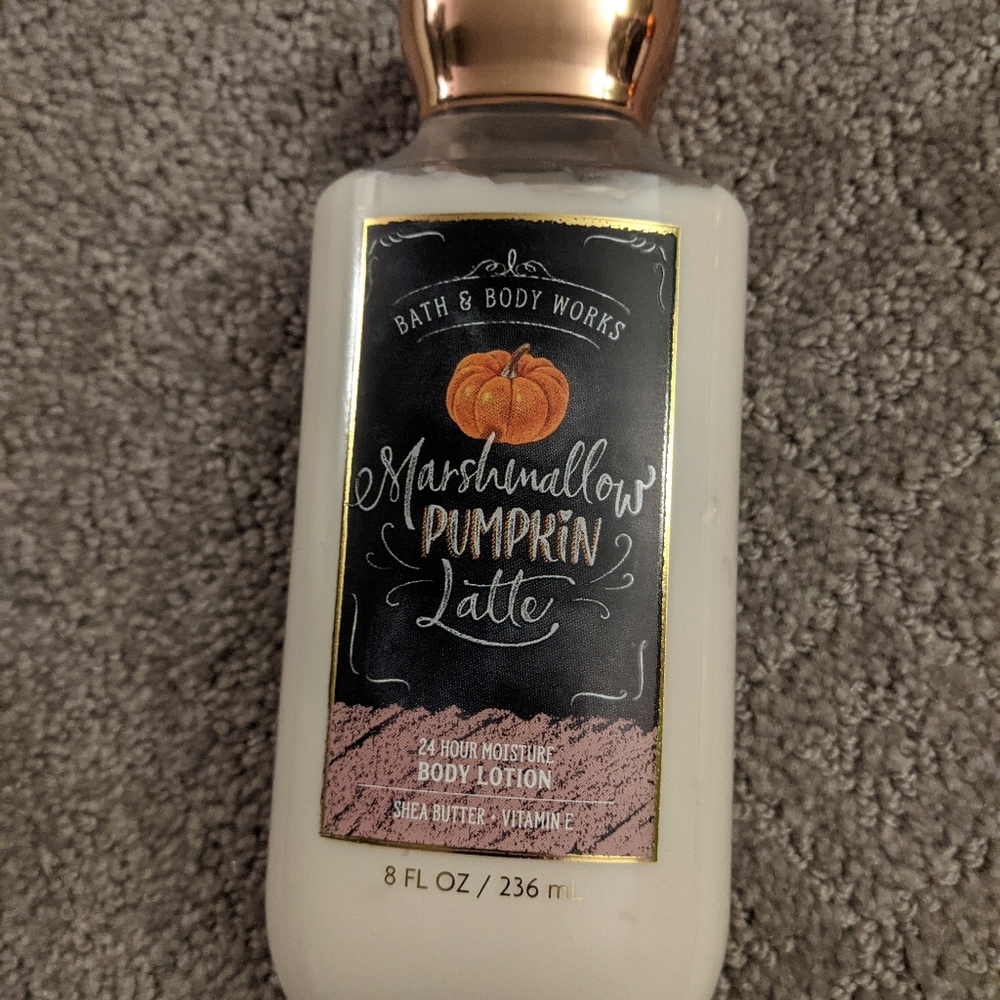 BATH & BODY WORKS
Marshmallow
PUMPKiN
Latte
24 HOUR MOISTURE
BODY LOTION
SHEA BUTTER • VITAMIN E
8 FL OZ / 236 mL